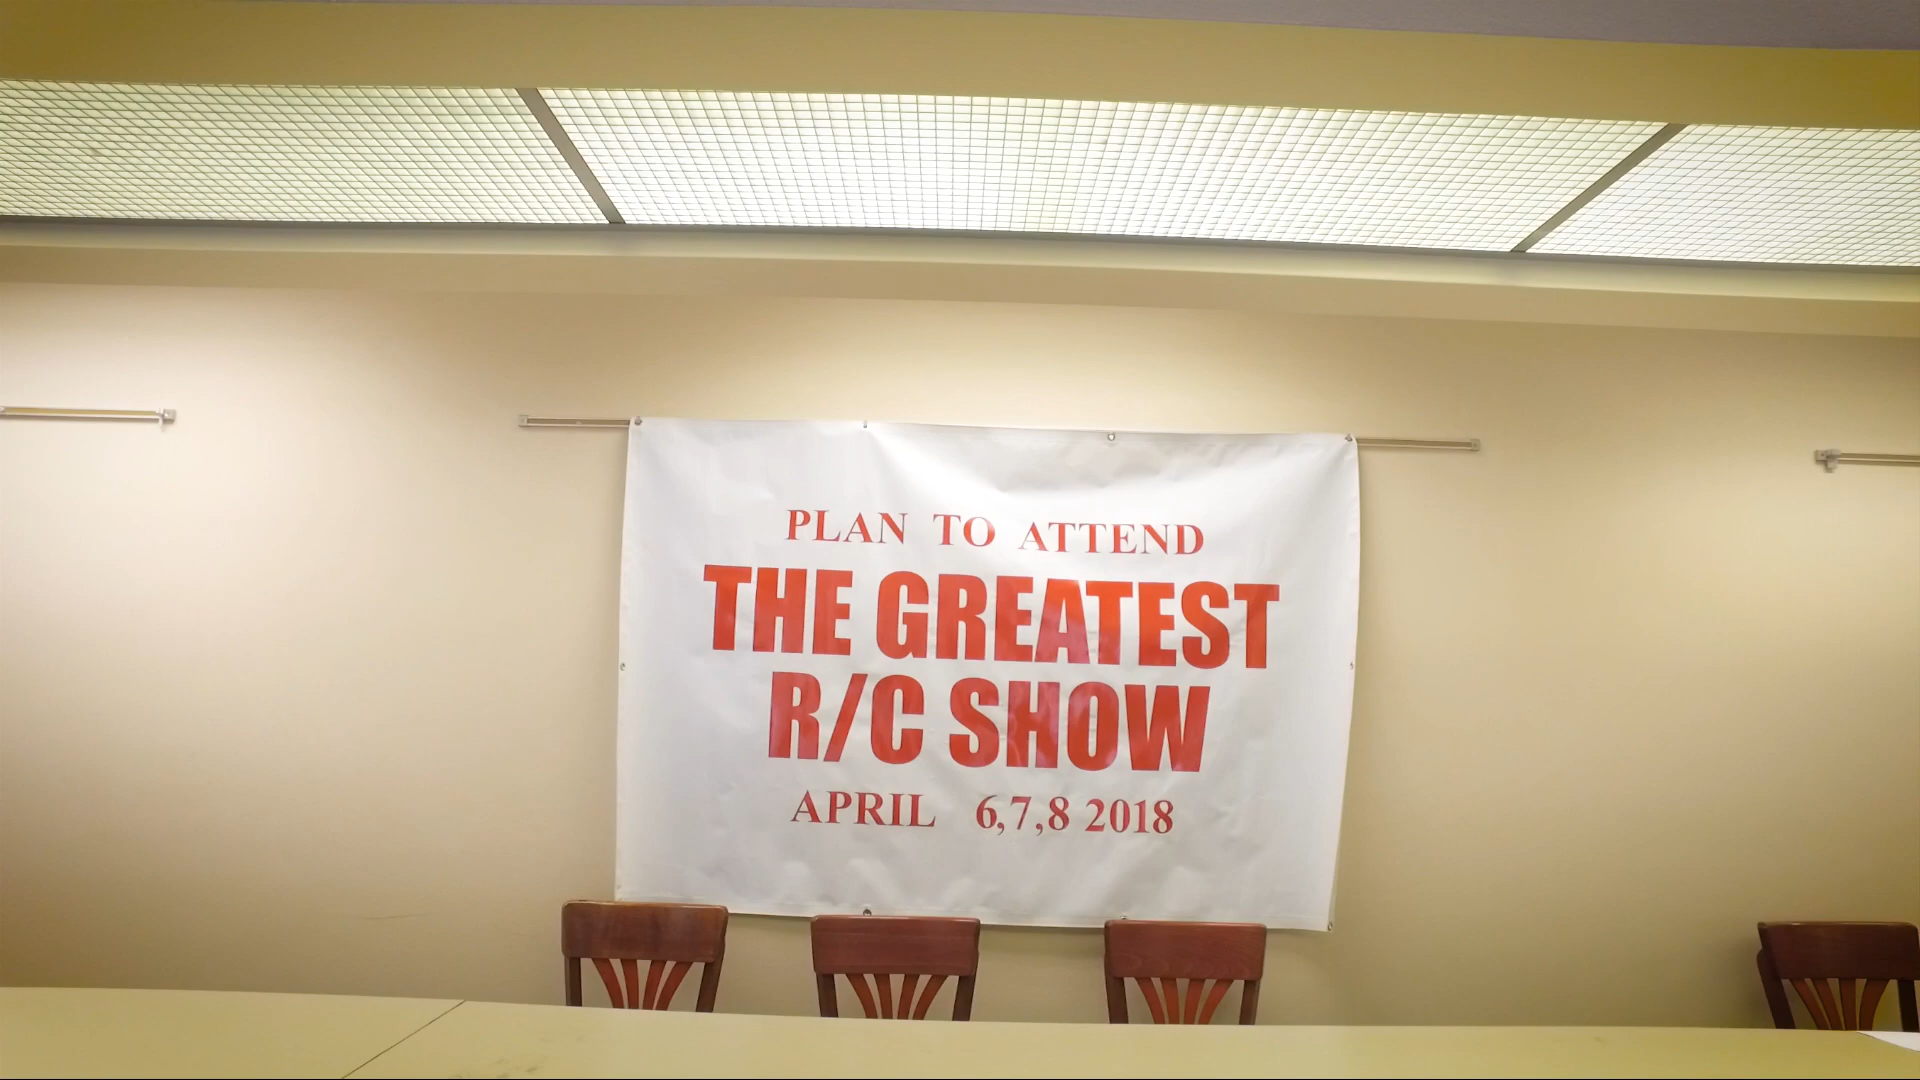 PLAN TO ATTEND
THE GREATEST
R/C SHOW
APRIL 6,7,8 2018